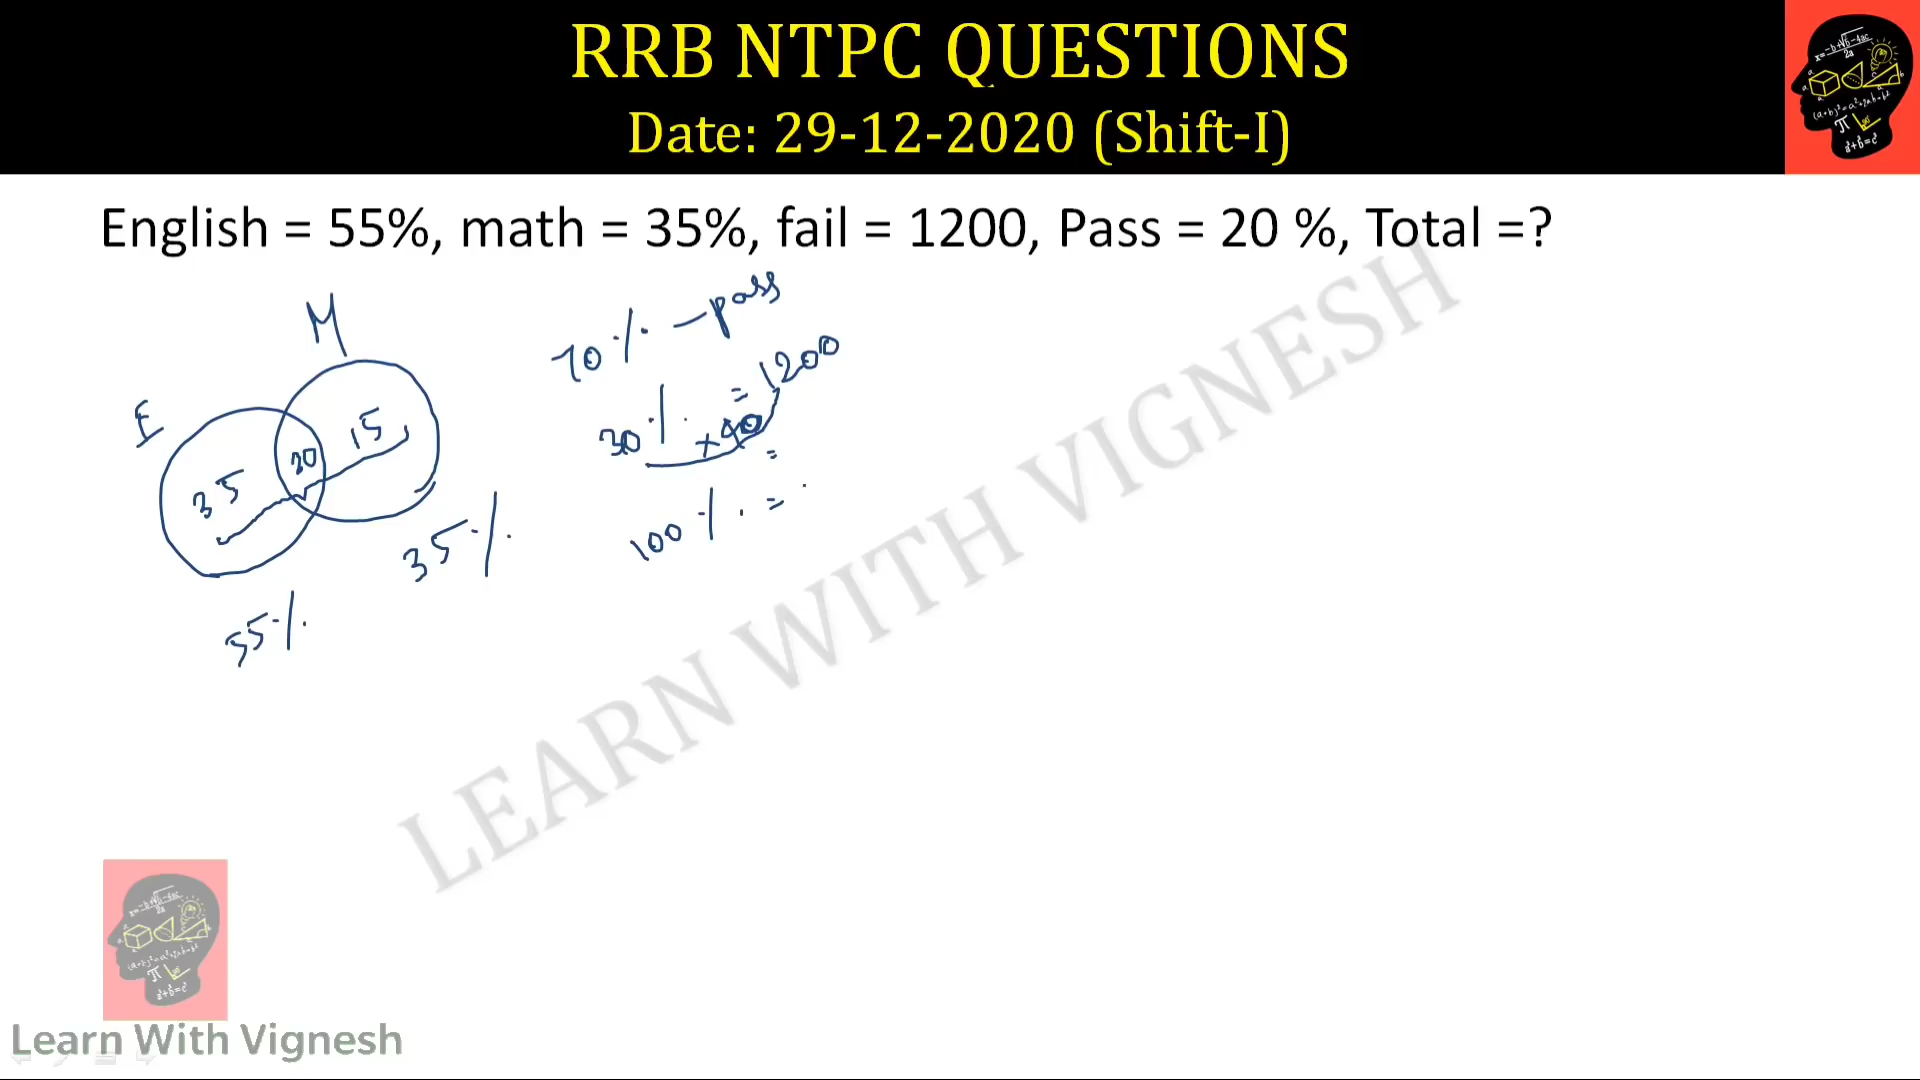 RRB NTPC QUESTIONS
Date: 29-12-2020 (Shift-I)
English = 55%, math = 35%, fail = 1200, Pass = 20 %, Total =?
M
E
35 20 15
55%
35%
70% – pass
30% = 1200
×40 =
100% =
LEARN WITH VIGNESH
Learn With Vignesh